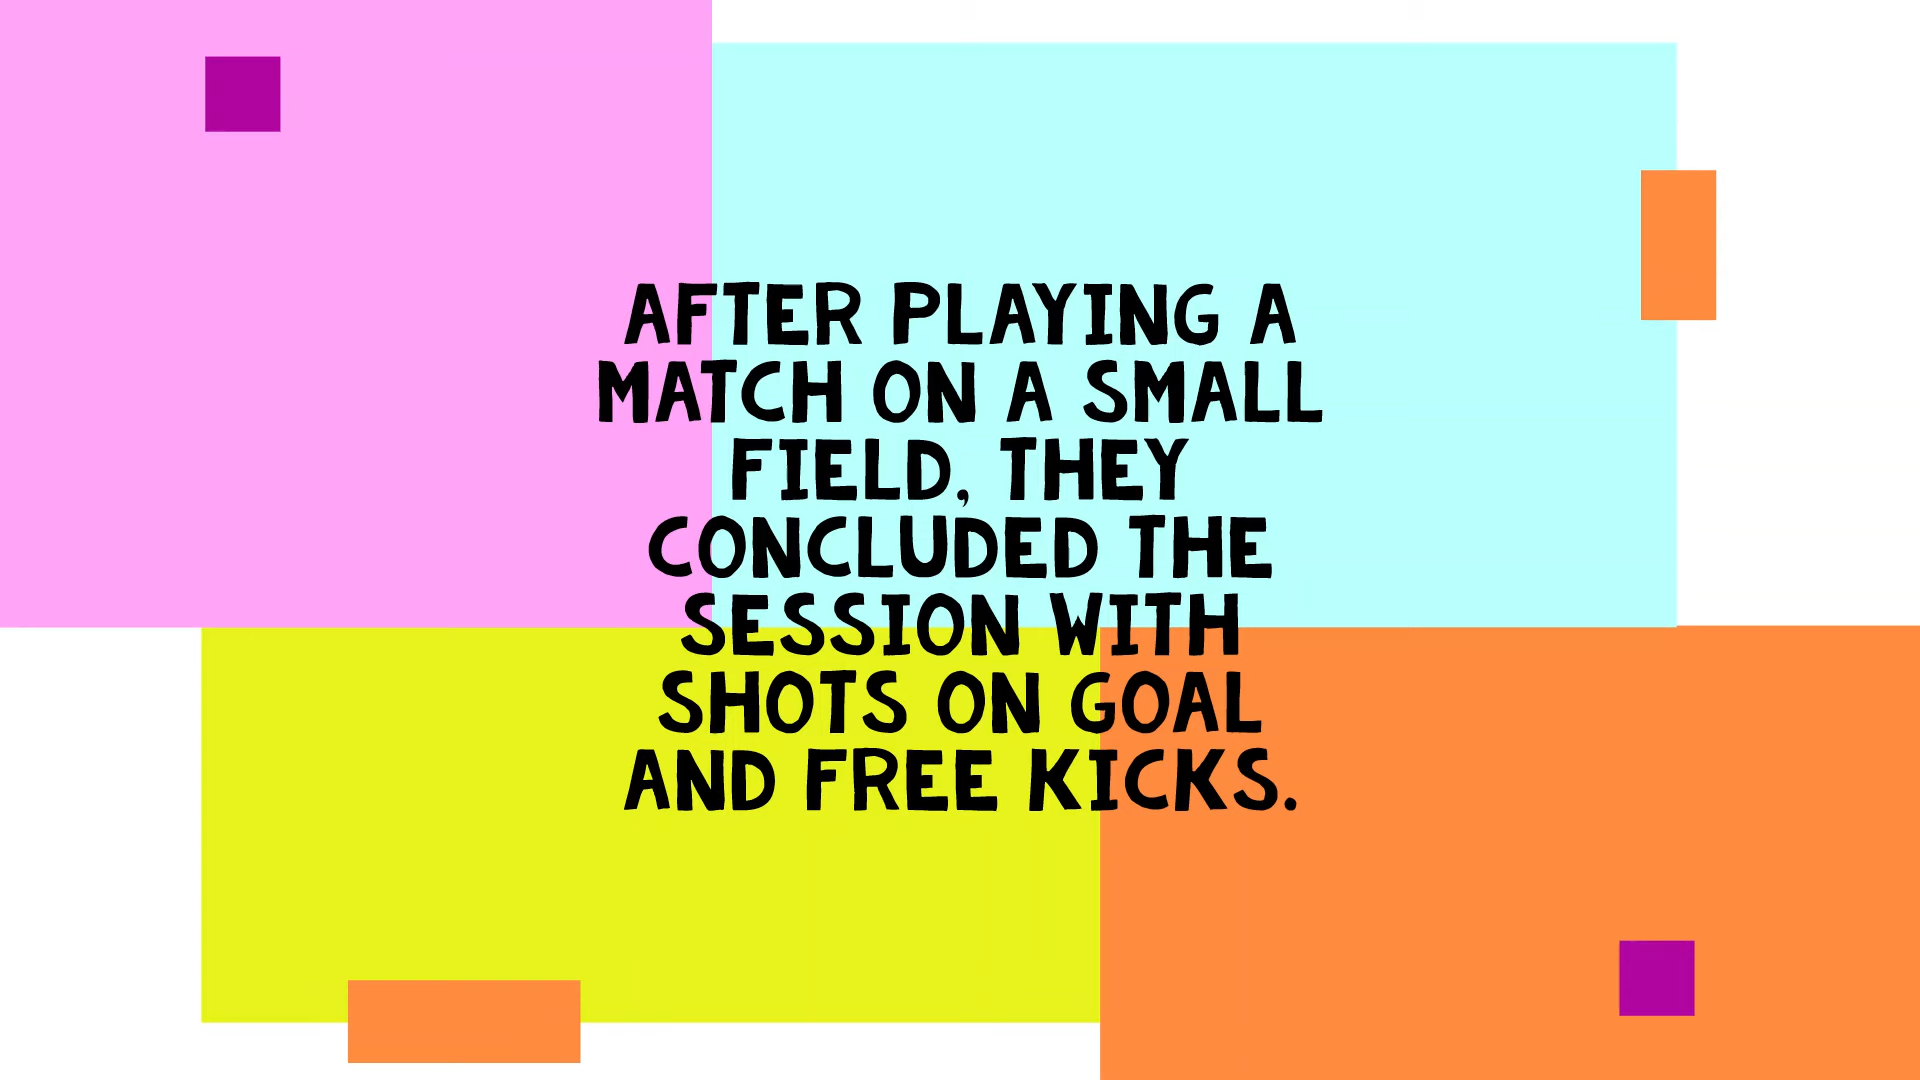 AFTER PLAYING A
MATCH ON A SMALL
FIELD, THEY
CONCLUDED THE
SESSION WITH
SHOTS ON GOAL
AND FREE KICKS.